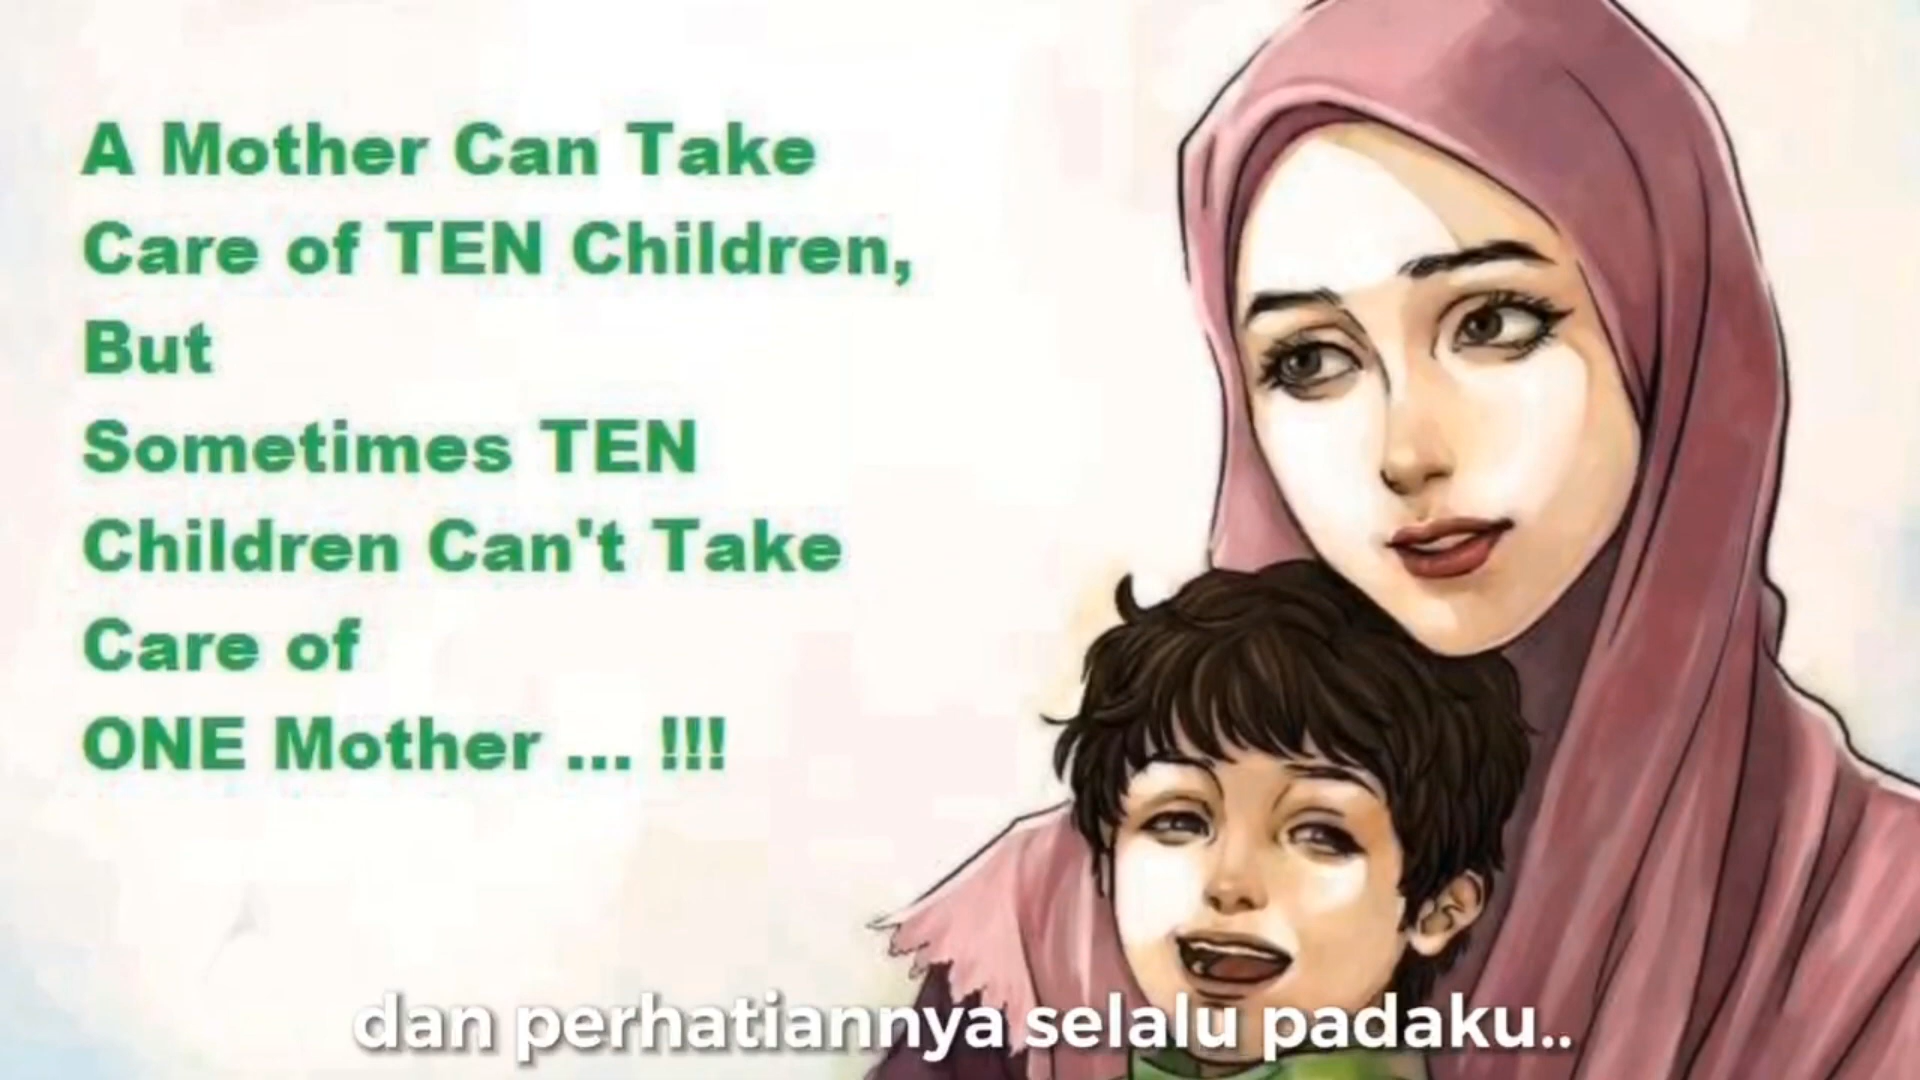 A Mother Can Take
Care of TEN Children,
But
Sometimes TEN
Children Can't Take
Care of
ONE Mother ... !!!
dan perhatiannya selalu padaku..